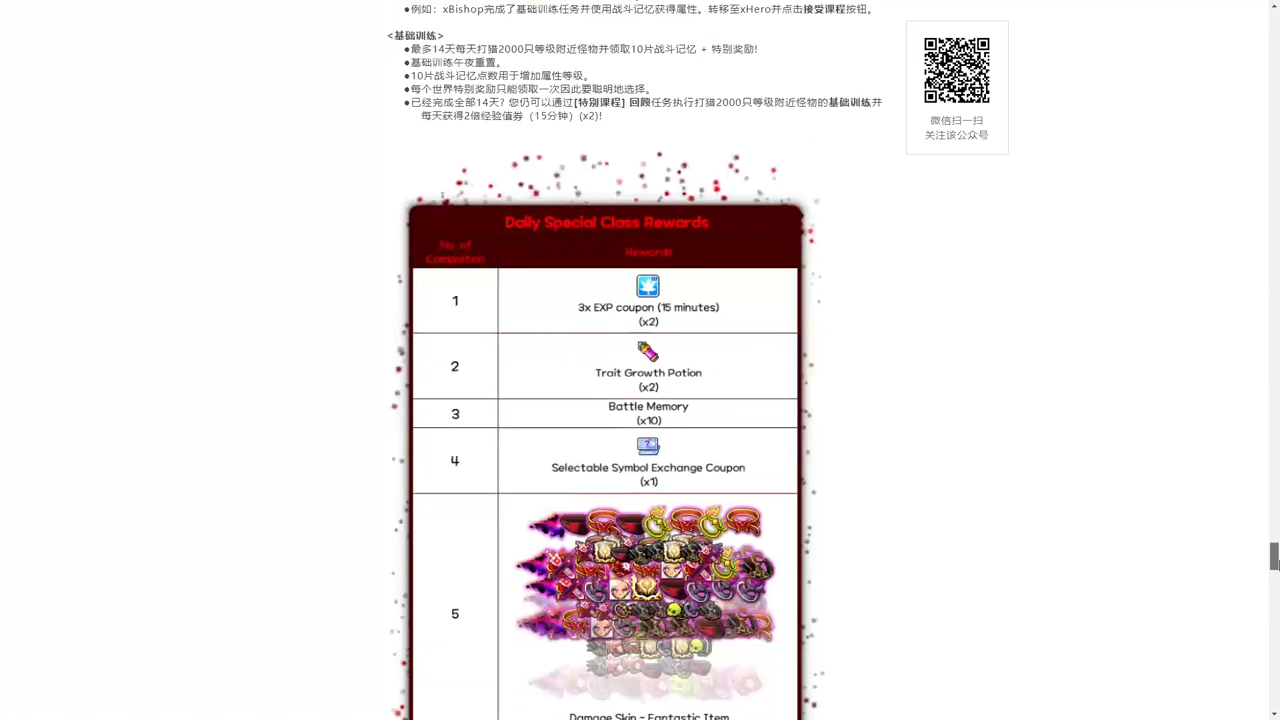 ●例如：xBishop完成了基础训练任务并使用战斗记忆获得属性。转移至xHero并点击接受课程按钮。
<基础训练>
●最多14天每天打猎2000只等级附近怪物并领取10片战斗记忆 + 特别奖励!
●基础训练午夜重置。
●10片战斗记忆点数用于增加属性等级。
●每个世界特别奖励只能领取一次因此要聪明地选择。
●已经完成全部14天? 您仍可以通过[特别课程] 回顾任务执行打猎2000只等级附近怪物的基础训练并
每天获得2倍经验值券（15分钟）(x2)!
微信扫一扫
关注该公众号
Daily Special Class Rewards
No. of
Completion
Rewards
1
3x EXP coupon (15 minutes)
(x2)
2
Trait Growth Potion
(x2)
3
Battle Memory
(x10)
4
Selectable Symbol Exchange Coupon
(x1)
5
Damage Skin - Fantastic Item